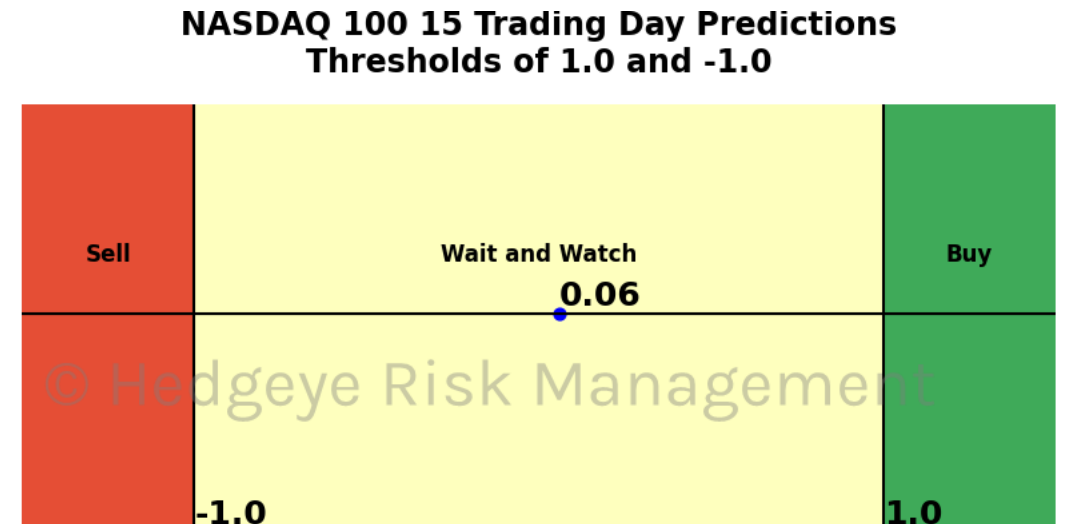 NASDAQ 100 15 Trading Day Predictions
Thresholds of 1.0 and -1.0
Sell
Wait and Watch
Buy
0.06
© Hedgeye Risk Management
-1.0
1.0